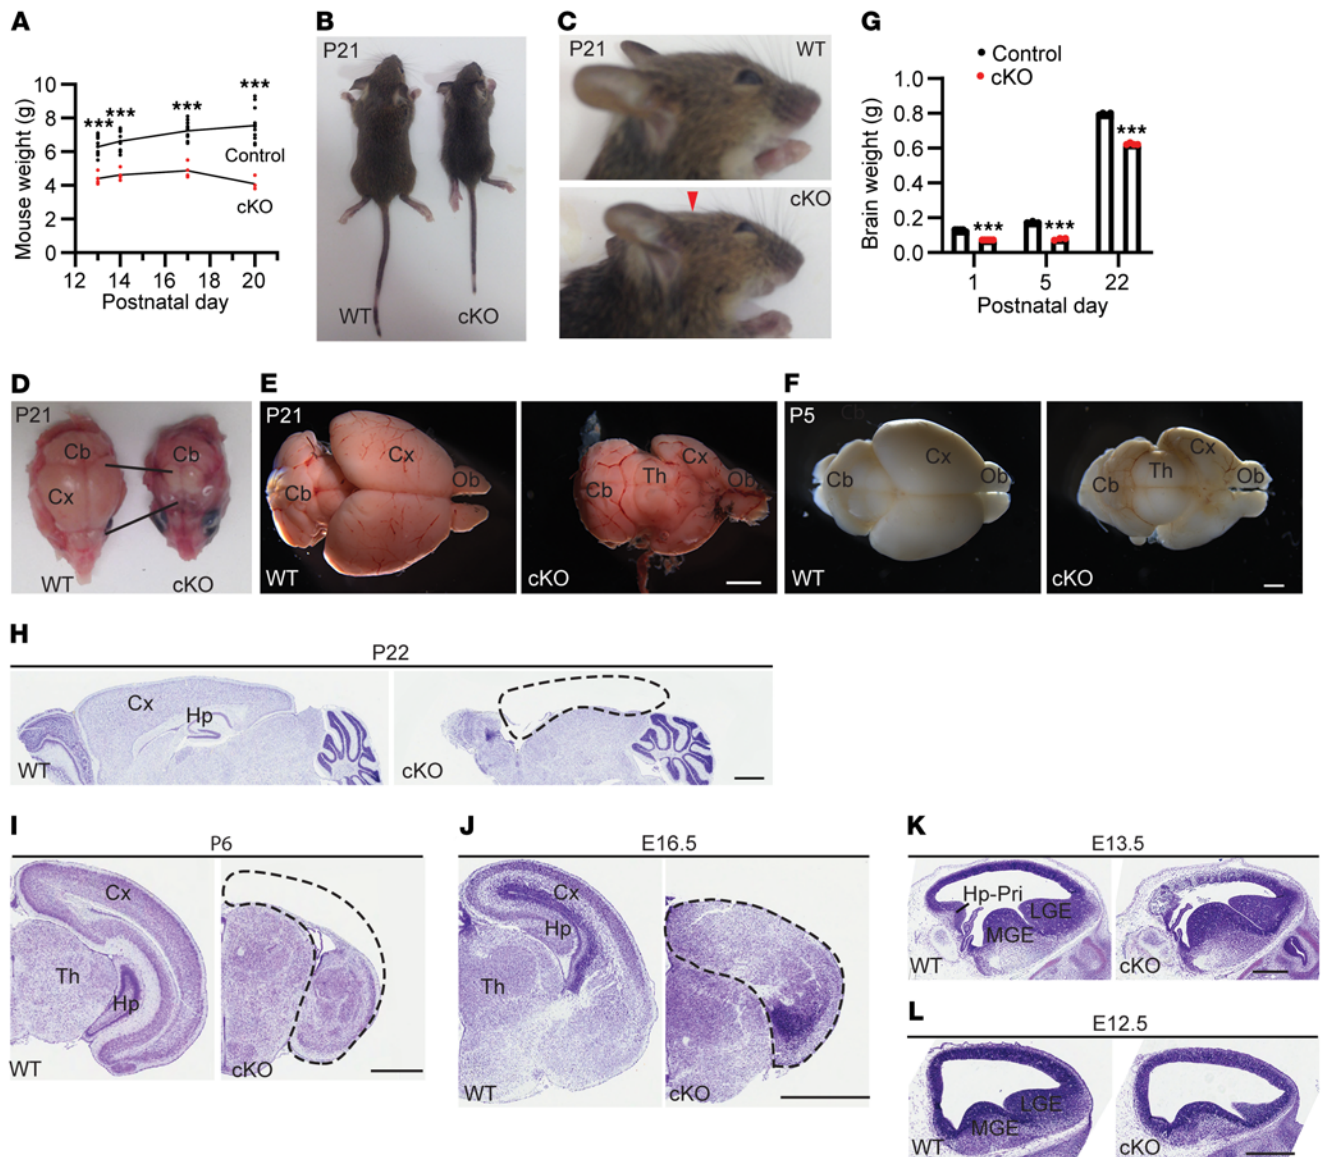 A
10
8
6
4
2
0
Mouse weight (g)
***
***
***
***
Control
cKO
12 14 16 18 20
Postnatal day
B
P21
WT
cKO
C
P21
WT
cKO
G
Control
cKO
1.0
0.8
0.6
0.4
0.2
0.0
Brain weight (g)
***
***
***
1 5 22
Postnatal day
D
P21
Cb
Cb
Cx
WT
cKO
E
P21
Cx
Cb
Ob
WT
Cx
Th
Cb
Ob
cKO
F
P5
Cb
Cx
Cb
Ob
WT
Th
Cb
Ob
cKO
H
P22
Cx
Hp
WT
cKO
I
P6
Cx
Th
Hp
WT
cKO
J
E16.5
Cx
Hp
Th
WT
cKO
K
E13.5
Hp-Pri
LGE
MGE
WT
cKO
L
E12.5
LGE
MGE
WT
cKO